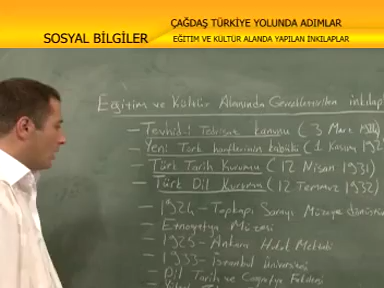 ÇAĞDAŞ TÜRKİYE YOLUNDA ADIMLAR
SOSYAL BİLGİLER
EĞİTİM VE KÜLTÜR ALANDA YAPILAN İNKILAPLAR
Eğitim ve Kültür Alanında Gerçekleştirilen inkılap
– Tevhid-i Tedrisat kanunu (3 Mart 1924
– Yeni Türk harflerinin kabulü (1 Kasım 192
– Türk Tarih Kurumu (12 Nisan 1931)
– Türk Dil Kurumu (12 Temmuz 1932)
– 1924 – Topkapı Sarayı Müzeye
– Etnografya Müzesi
– 1925 – Ankara Hukuk Mektebi
– 1933 – İstanbul Üniversitesi
– Dil Tarih ve Coğrafya Fakültesi